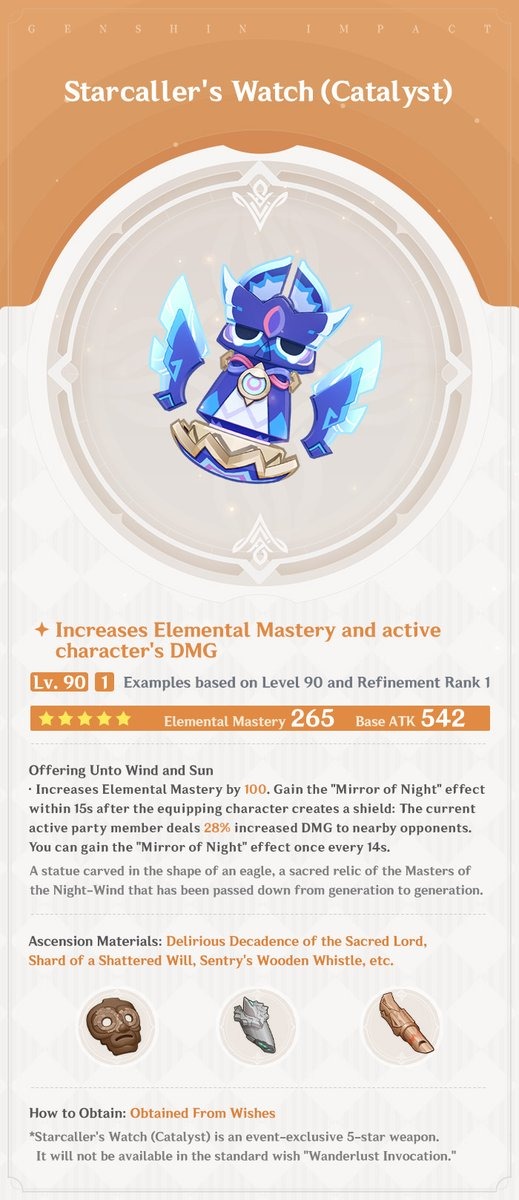 GENSHIN IMPACT
Starcaller's Watch (Catalyst)
Increases Elemental Mastery and active
character's DMG
Lv. 90 1 Examples based on Level 90 and Refinement Rank 1
Elemental Mastery 265 Base ATK 542
Offering Unto Wind and Sun
· Increases Elemental Mastery by 100. Gain the "Mirror of Night" effect
within 15s after the equipping character creates a shield: The current
active party member deals 28% increased DMG to nearby opponents.
You can gain the "Mirror of Night" effect once every 14s.
A statue carved in the shape of an eagle, a sacred relic of the Masters of
the Night-Wind that has been passed down from generation to generation.
Ascension Materials: Delirious Decadence of the Sacred Lord,
Shard of a Shattered Will, Sentry's Wooden Whistle, etc.
How to Obtain: Obtained From Wishes
*Starcaller's Watch (Catalyst) is an event-exclusive 5-star weapon.
It will not be available in the standard wish "Wanderlust Invocation."